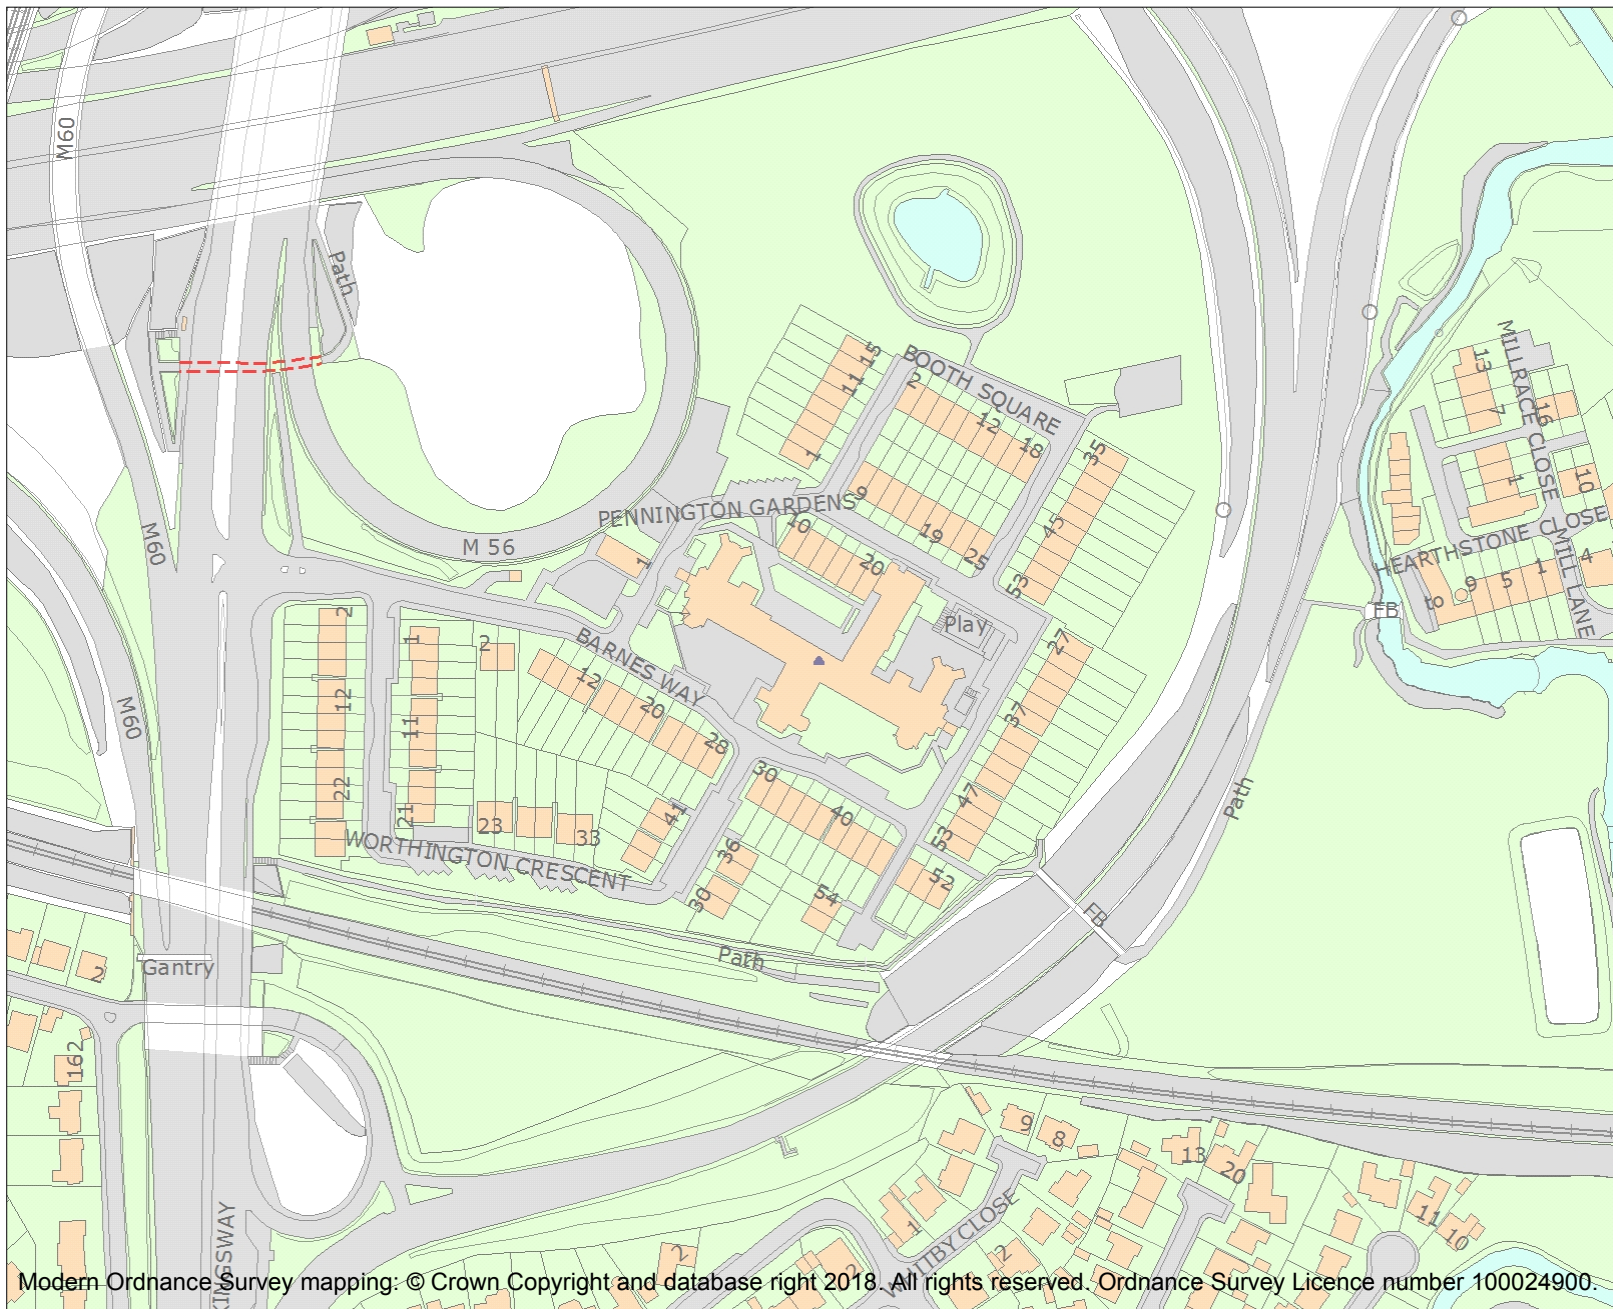 M60
Path
15
11
1
BOOTH SQUARE
2
12
18
35
45
53
MILLRACE CLOSE
13
7
16
10
1
HEARTHSTONE CLOSE
MILL LANE
4
1
5
9
to
FB
PENNINGTON GARDENS
9
19
25
10
20
1
M 56
M60
Play
BARNES WAY
2
12
20
28
2
12
22
1
11
21
2
23
33
41
M60
27
37
47
53
30
40
52
54
36
30
WORTHINGTON CRESCENT
Path
FB
Path
Gantry
2
162
KINGSWAY
9
8
13
20
11
10
WHITBY CLOSE
1
2
2
2
Modern Ordnance Survey mapping: © Crown Copyright and database right 2018. All rights reserved. Ordnance Survey Licence number 100024900.